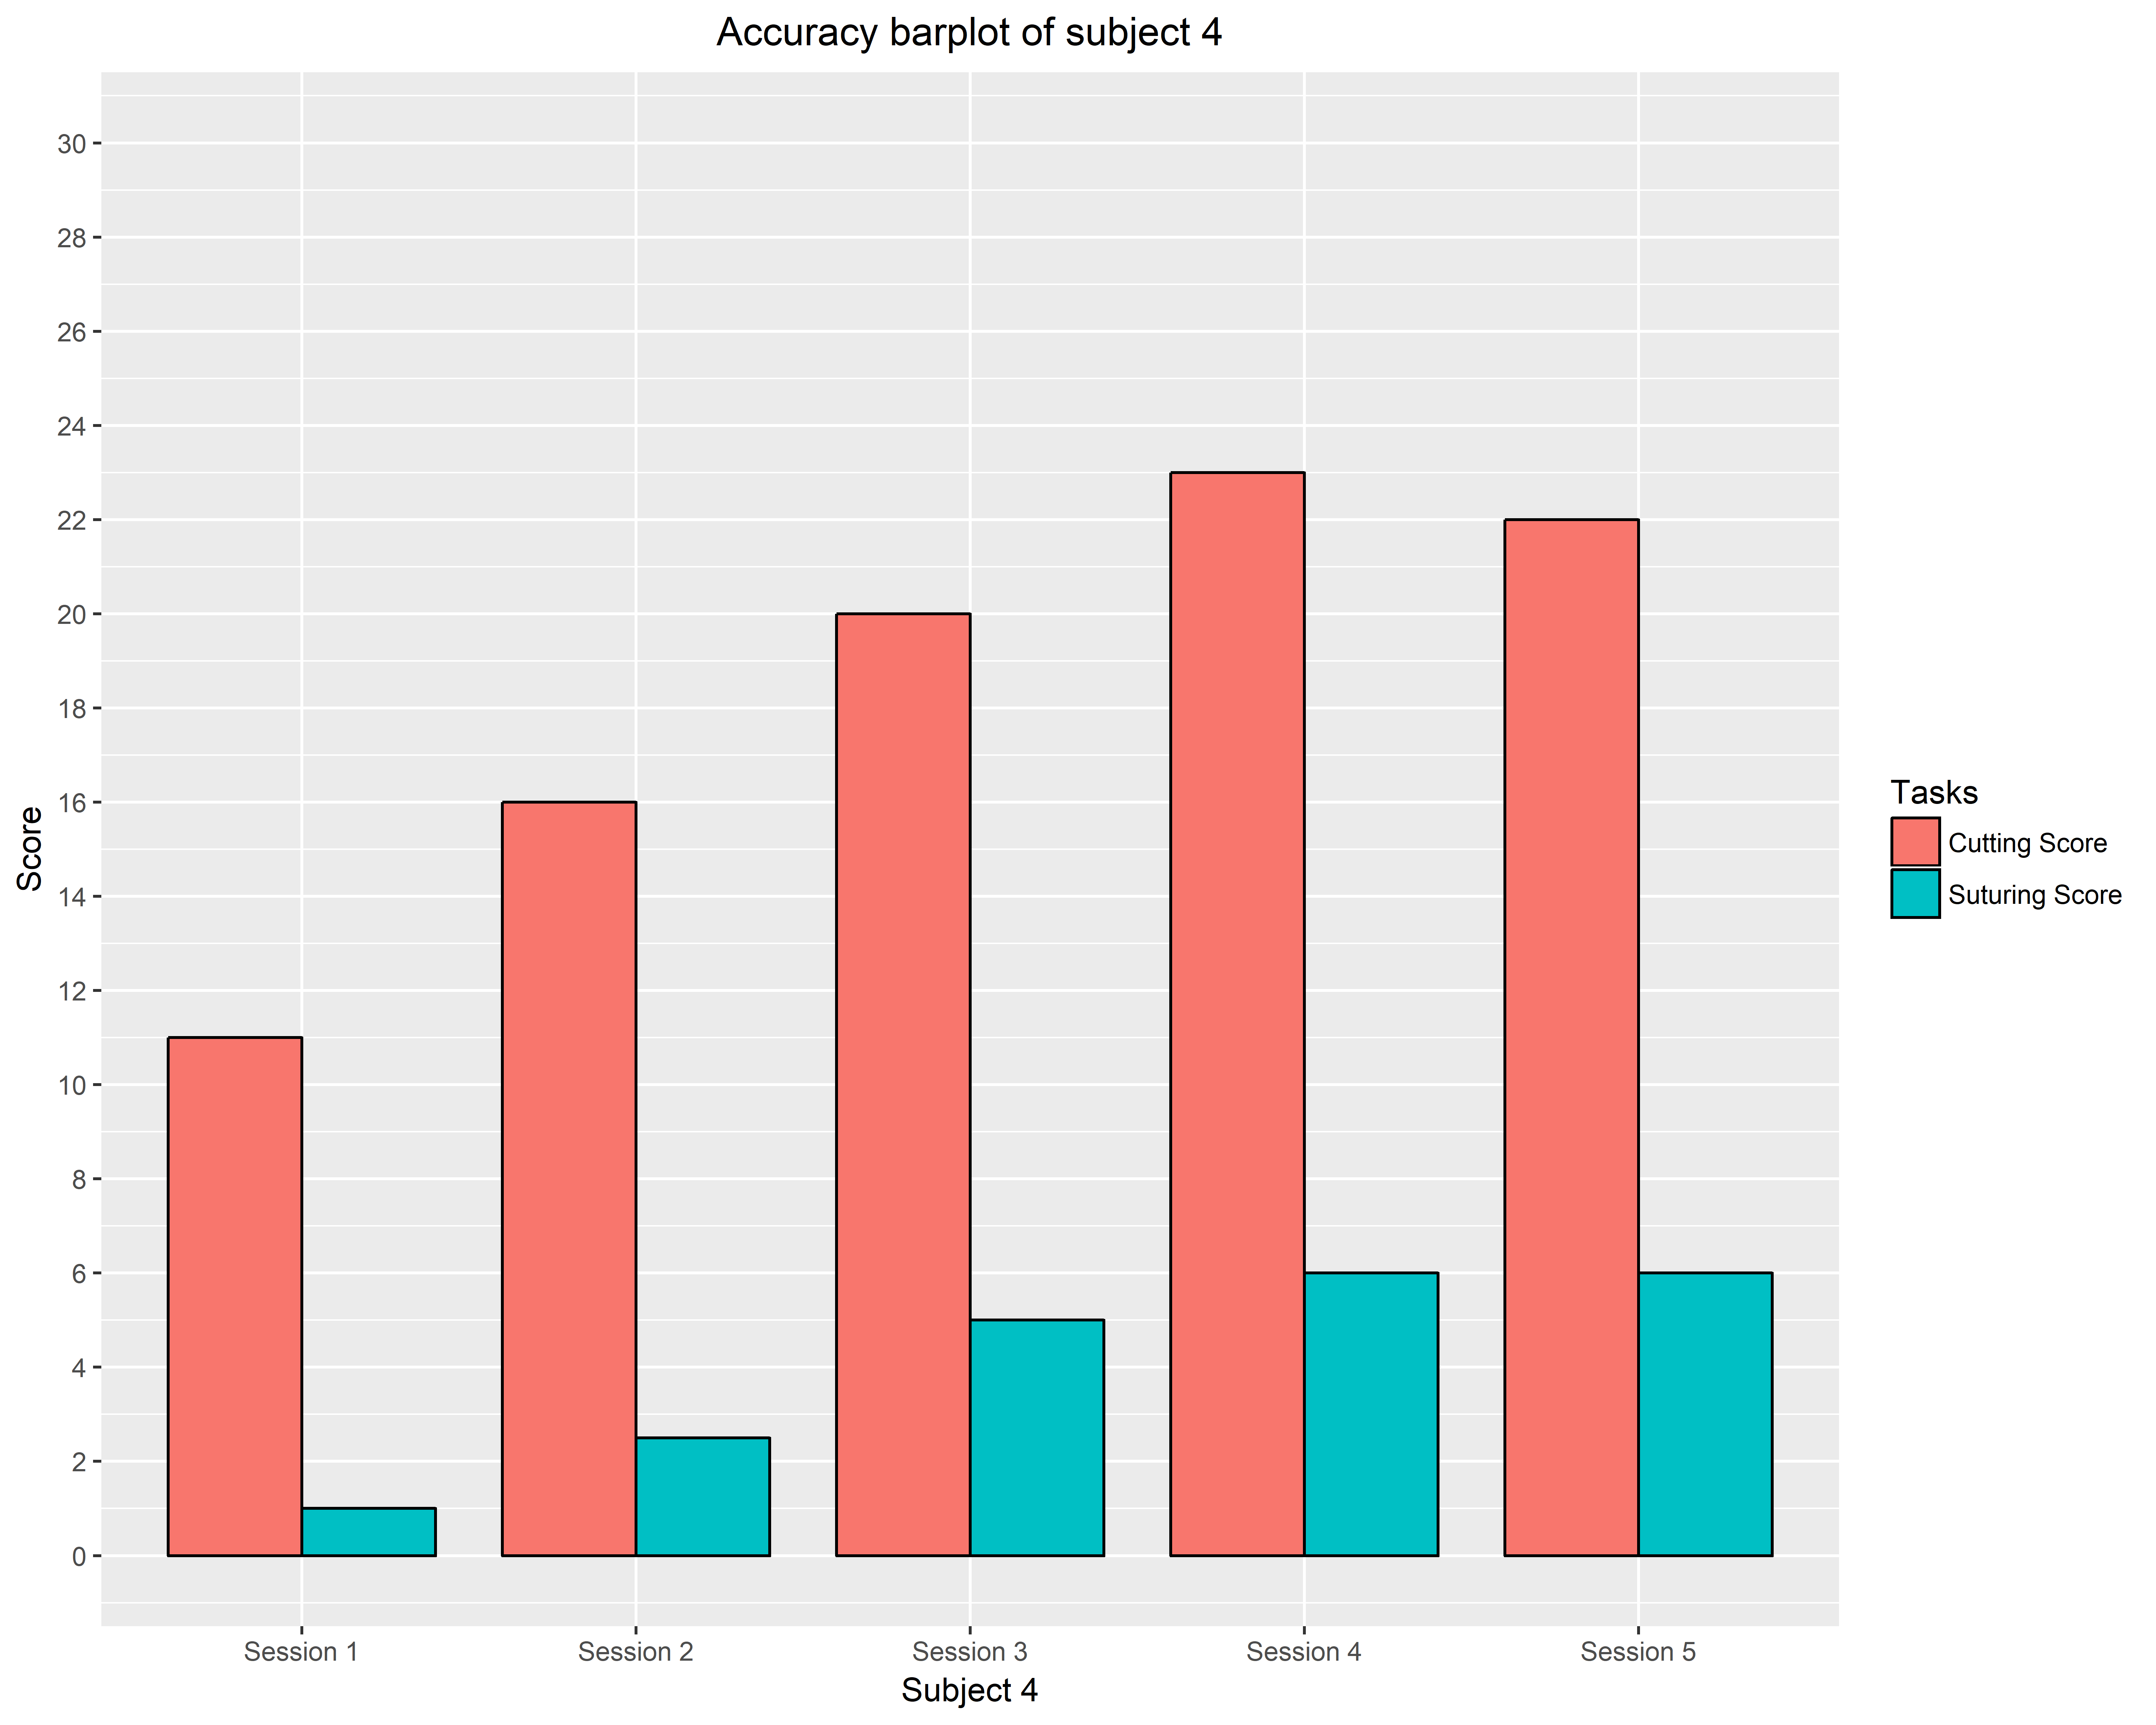 Accuracy barplot of subject 4
30
28
26
24
22
20
18
16
14
12
10
8
6
4
2
0
Score
Session 1 Session 2 Session 3 Session 4 Session 5
Subject 4
Tasks
Cutting Score
Suturing Score